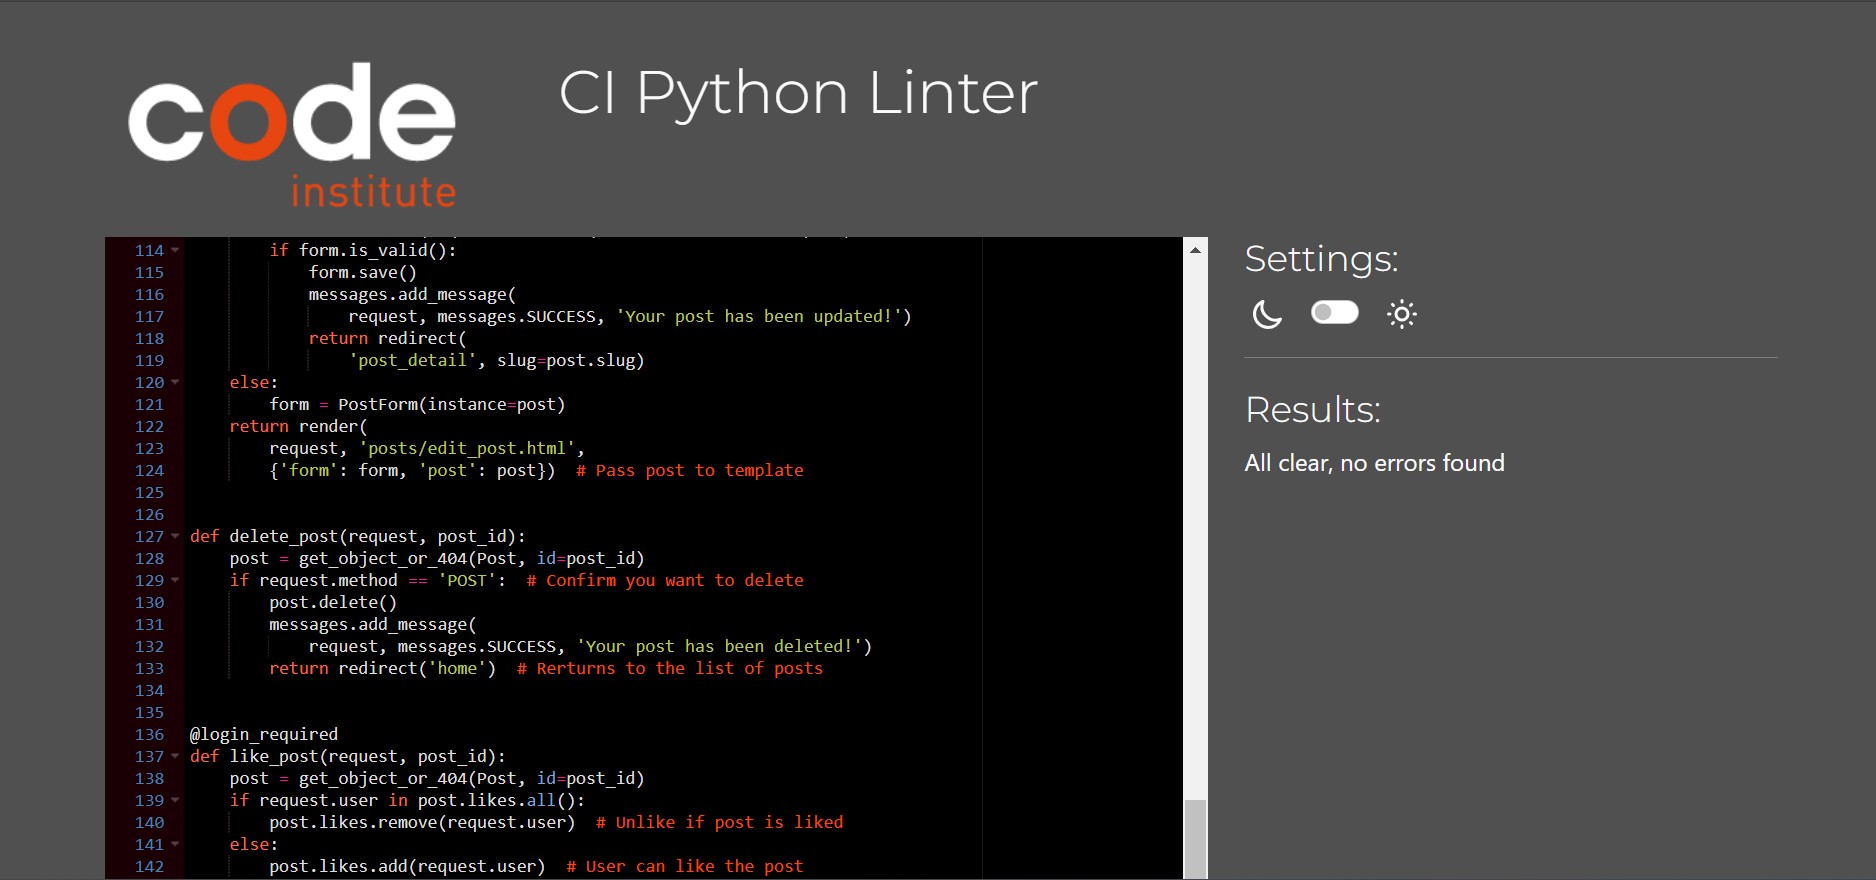 code
institute
CI Python Linter
114 if form.is_valid():
115 form.save()
116 messages.add_message(
117 request, messages.SUCCESS, 'Your post has been updated!')
118 return redirect(
119 'post_detail', slug=post.slug)
120 else:
121 form = PostForm(instance=post)
122 return render(
123 request, 'posts/edit_post.html',
124 {'form': form, 'post': post})  # Pass post to template
125
126
127 def delete_post(request, post_id):
128 post = get_object_or_404(Post, id=post_id)
129 if request.method == 'POST':  # Confirm you want to delete
130 post.delete()
131 messages.add_message(
132 request, messages.SUCCESS, 'Your post has been deleted!')
133 return redirect('home')  # Rerturns to the list of posts
134
135
136 @login_required
137 def like_post(request, post_id):
138 post = get_object_or_404(Post, id=post_id)
139 if request.user in post.likes.all():
140 post.likes.remove(request.user)  # Unlike if post is liked
141 else:
142 post.likes.add(request.user)  # User can like the post
Settings:
Results:
All clear, no errors found